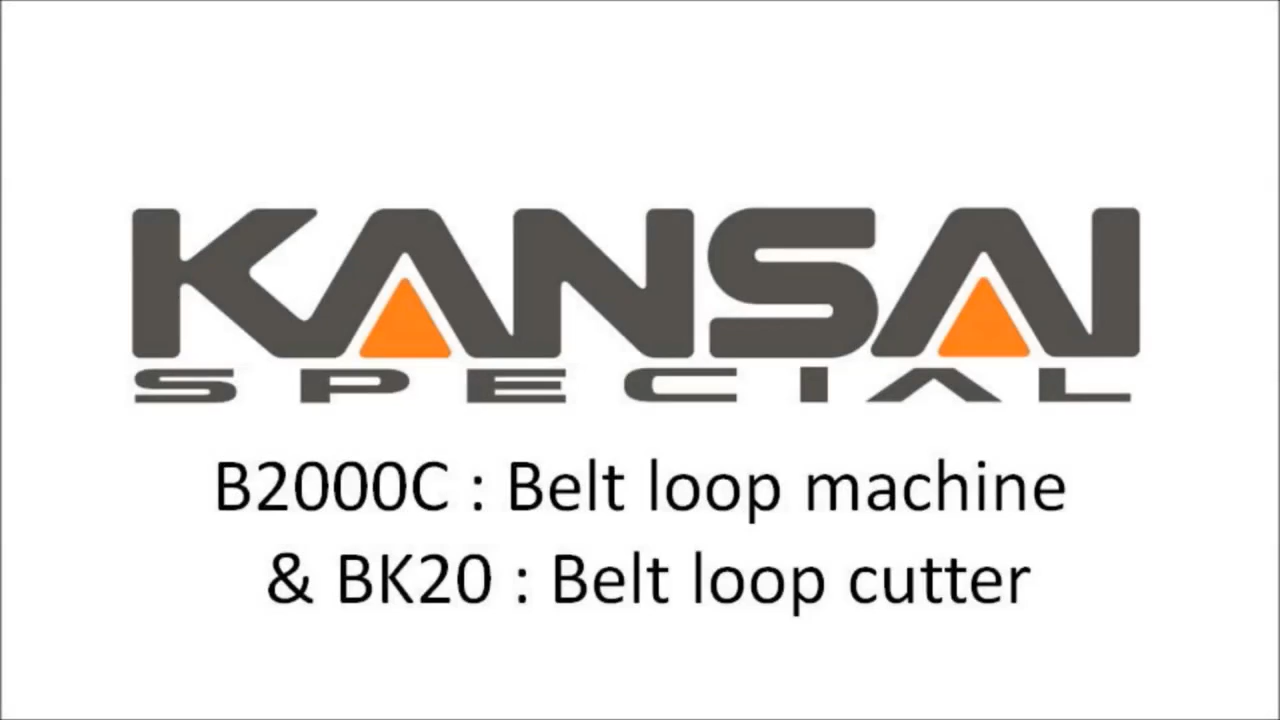 KANSAI
SPECIAL
B2000C : Belt loop machine
& BK20 : Belt loop cutter